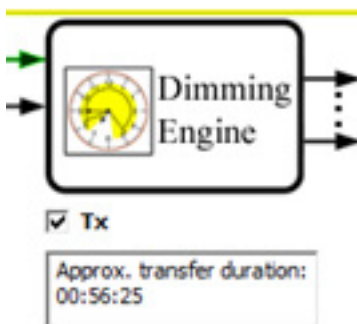 Dimming
Engine
Tx
Approx. transfer duration:
00:56:25